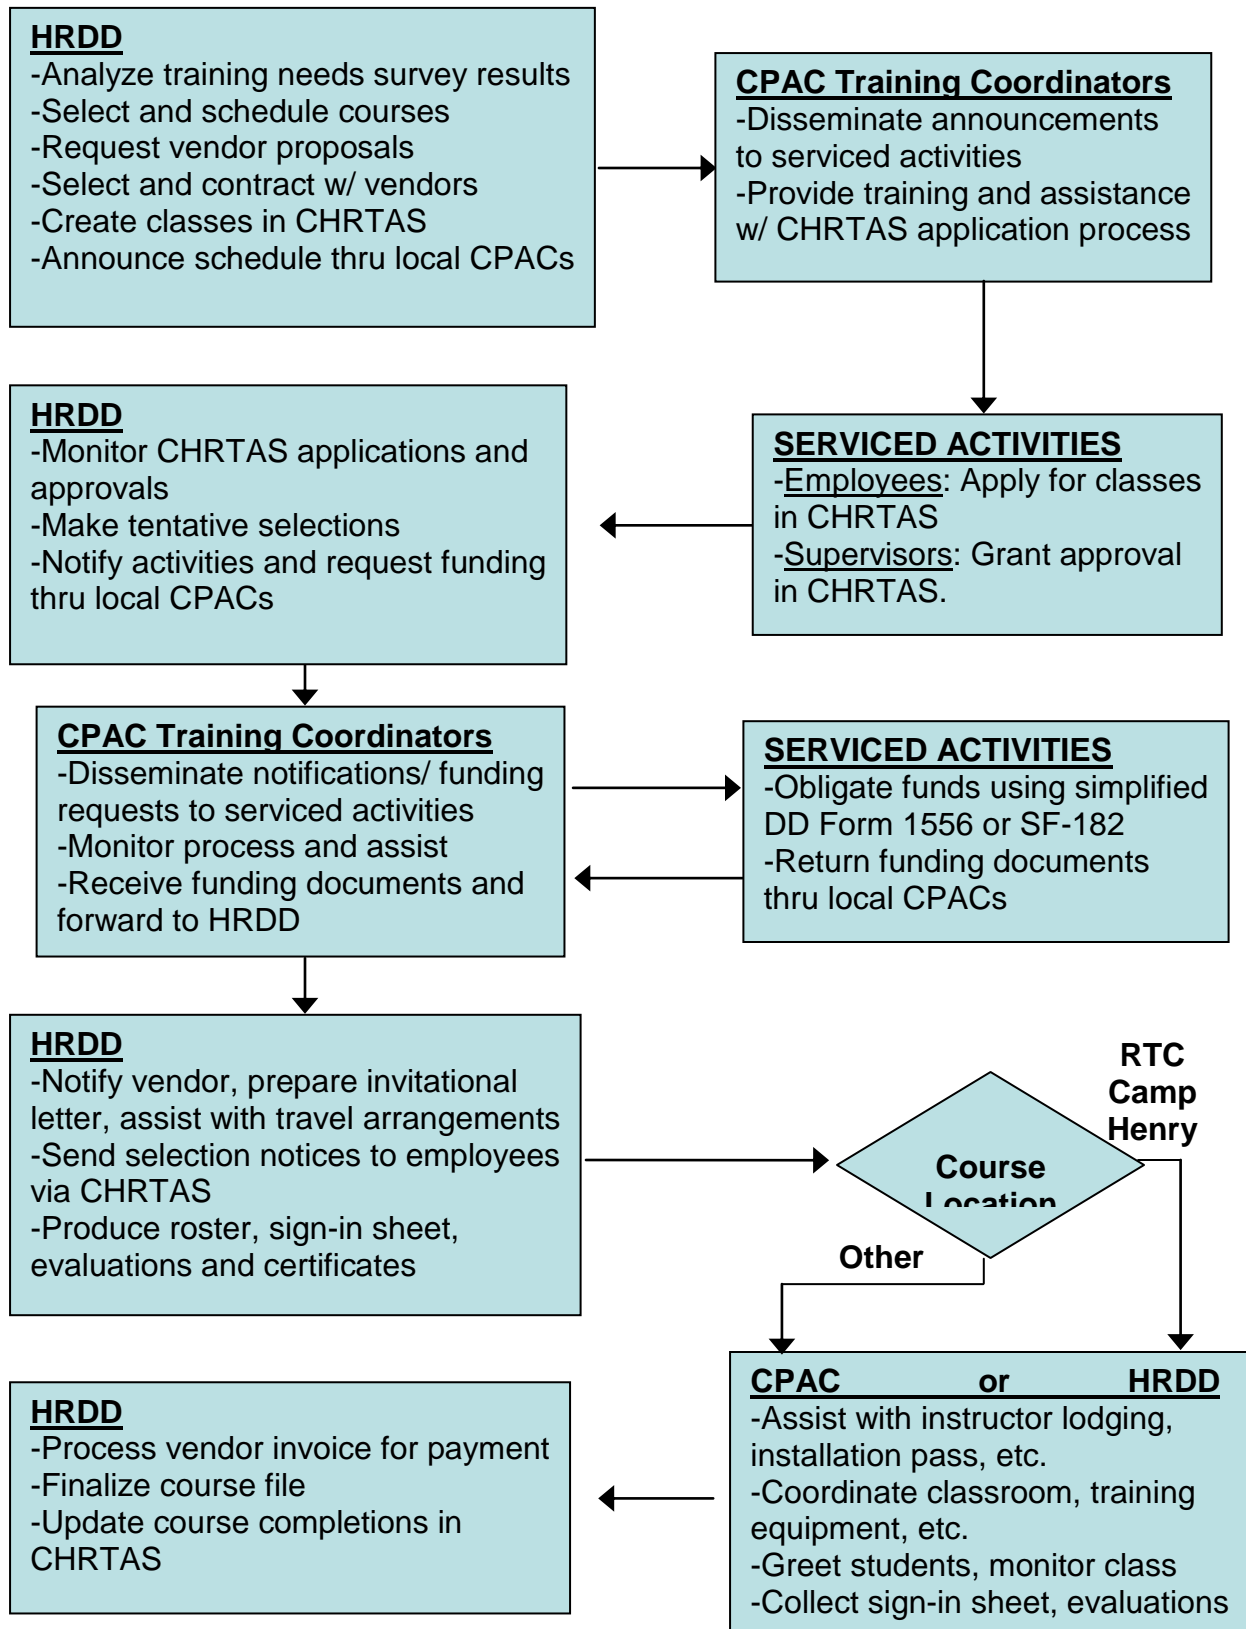 HRDD
-Analyze training needs survey results
-Select and schedule courses
-Request vendor proposals
-Select and contract w/ vendors
-Create classes in CHRTAS
-Announce schedule thru local CPACs
CPAC Training Coordinators
-Disseminate announcements
to serviced activities
-Provide training and assistance
w/ CHRTAS application process
SERVICED ACTIVITIES
-Employees: Apply for classes
in CHRTAS
-Supervisors: Grant approval
in CHRTAS.
HRDD
-Monitor CHRTAS applications and
approvals
-Make tentative selections
-Notify activities and request funding
thru local CPACs
CPAC Training Coordinators
-Disseminate notifications/ funding
requests to serviced activities
-Monitor process and assist
-Receive funding documents and
forward to HRDD
SERVICED ACTIVITIES
-Obligate funds using simplified
DD Form 1556 or SF-182
-Return funding documents
thru local CPACs
HRDD
-Notify vendor, prepare invitational
letter, assist with travel arrangements
-Send selection notices to employees
via CHRTAS
-Produce roster, sign-in sheet,
evaluations and certificates
Course
Location
RTC
Camp
Henry
Other
CPAC or HRDD
-Assist with instructor lodging,
installation pass, etc.
-Coordinate classroom, training
equipment, etc.
-Greet students, monitor class
-Collect sign-in sheet, evaluations
HRDD
-Process vendor invoice for payment
-Finalize course file
-Update course completions in
CHRTAS